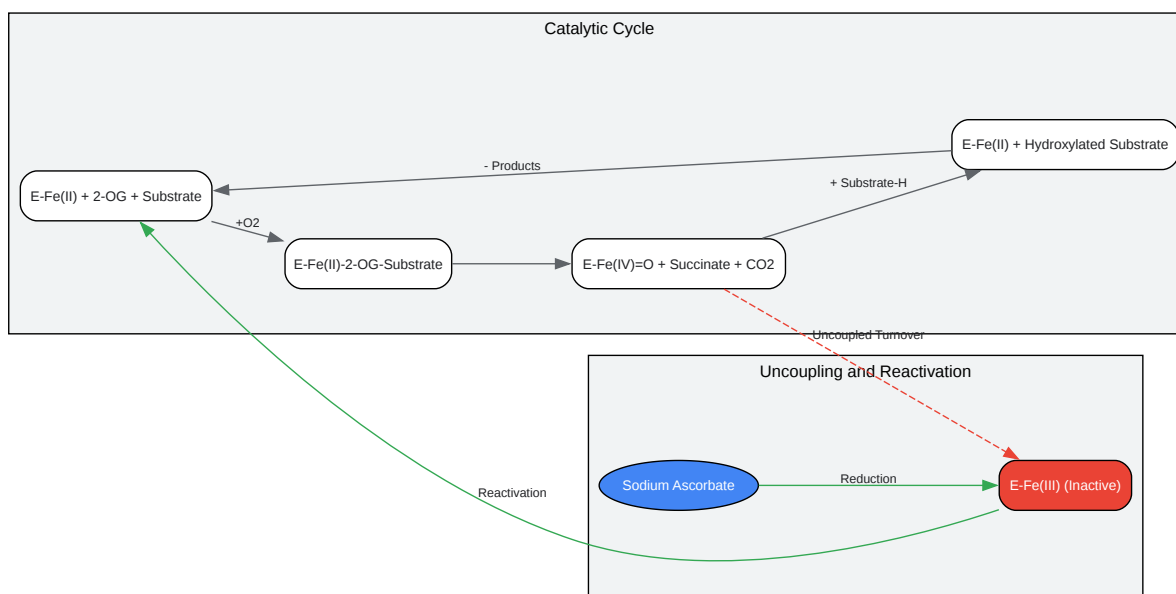 Catalytic Cycle
E-Fe(II) + Hydroxylated Substrate
- Products
E-Fe(II) + 2-OG + Substrate
+ Substrate-H
+O2
E-Fe(II)-2-OG-Substrate
E-Fe(IV)=O + Succinate + CO2
Uncoupled Turnover
Uncoupling and Reactivation
Sodium Ascorbate
Reduction
E-Fe(III) (Inactive)
Reactivation